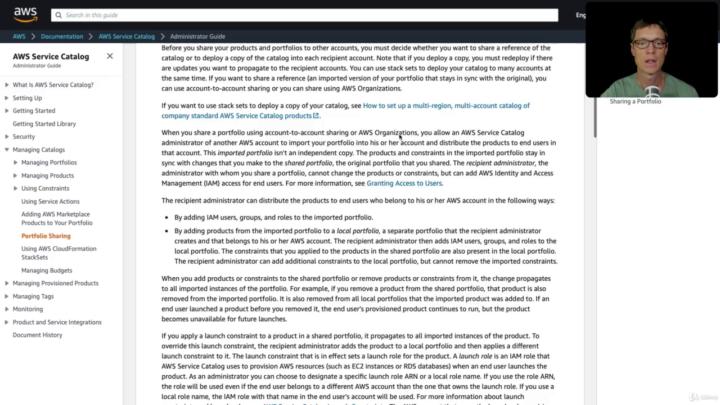 aws
Search in this guide
Eng
AWS > Documentation > AWS Service Catalog > Administrator Guide
AWS Service Catalog
Administrator Guide
What Is AWS Service Catalog?
Setting Up
Getting Started
Getting Started Library
Security
Managing Catalogs
Managing Portfolios
Managing Products
Using Constraints
Using Service Actions
Adding AWS Marketplace
Products to Your Portfolio
Portfolio Sharing
Using AWS CloudFormation
StackSets
Managing Budgets
Managing Provisioned Products
Managing Tags
Monitoring
Product and Service Integrations
Document History
Before you share your products and portfolios to other accounts, you must decide whether you want to share a reference of the
catalog or to deploy a copy of the catalog into each recipient account. Note that if you deploy a copy, you must redeploy if there
are updates you want to propagate to the recipient accounts. You can use stack sets to deploy your catalog to many accounts at
the same time. If you want to share a reference (an imported version of your portfolio that stays in sync with the original), you
can use account-to-account sharing or you can share using AWS Organizations.
If you want to use stack sets to deploy a copy of your catalog, see How to set up a multi-region, multi-account catalog of
company standard AWS Service Catalog products.
When you share a portfolio using account-to-account sharing or AWS Organizations, you allow an AWS Service Catalog
administrator of another AWS account to import your portfolio into his or her account and distribute the products to end users in
that account. This imported portfolio isn't an independent copy. The products and constraints in the imported portfolio stay in
sync with changes that you make to the shared portfolio, the original portfolio that you shared. The recipient administrator, the
administrator with whom you share a portfolio, cannot change the products or constraints, but can add AWS Identity and Access
Management (IAM) access for end users. For more information, see Granting Access to Users.
The recipient administrator can distribute the products to end users who belong to his or her AWS account in the following ways:
• By adding IAM users, groups, and roles to the imported portfolio.
• By adding products from the imported portfolio to a local portfolio, a separate portfolio that the recipient administrator
creates and that belongs to his or her AWS account. The recipient administrator then adds IAM users, groups, and roles to the
local portfolio. The constraints that you applied to the products in the shared portfolio are also present in the local portfolio.
The recipient administrator can add additional constraints to the local portfolio, but cannot remove the imported constraints.
When you add products or constraints to the shared portfolio or remove products or constraints from it, the change propagates
to all imported instances of the portfolio. For example, if you remove a product from the shared portfolio, that product is also
removed from the imported portfolio. It is also removed from all local portfolios that the imported product was added to. If an
end user launched a product before you removed it, the end user's provisioned product continues to run, but the product
becomes unavailable for future launches.
If you apply a launch constraint to a product in a shared portfolio, it propagates to all imported instances of the product. To
override this launch constraint, the recipient administrator adds the product to a local portfolio and then applies a different
launch constraint to it. The launch constraint that is in effect sets a launch role for the product. A launch role is an IAM role that
AWS Service Catalog uses to provision AWS resources (such as EC2 instances or RDS databases) when an end user launches the
product. As an administrator you can choose to designate a specific launch role ARN or a local role name. If you use the role ARN,
the role will be used even if the end user belongs to a different AWS account than the one that owns the launch role. If you use a
local role name, the IAM role with that name in the end user's account will be used. For more information about launch
Sharing a Portfolio